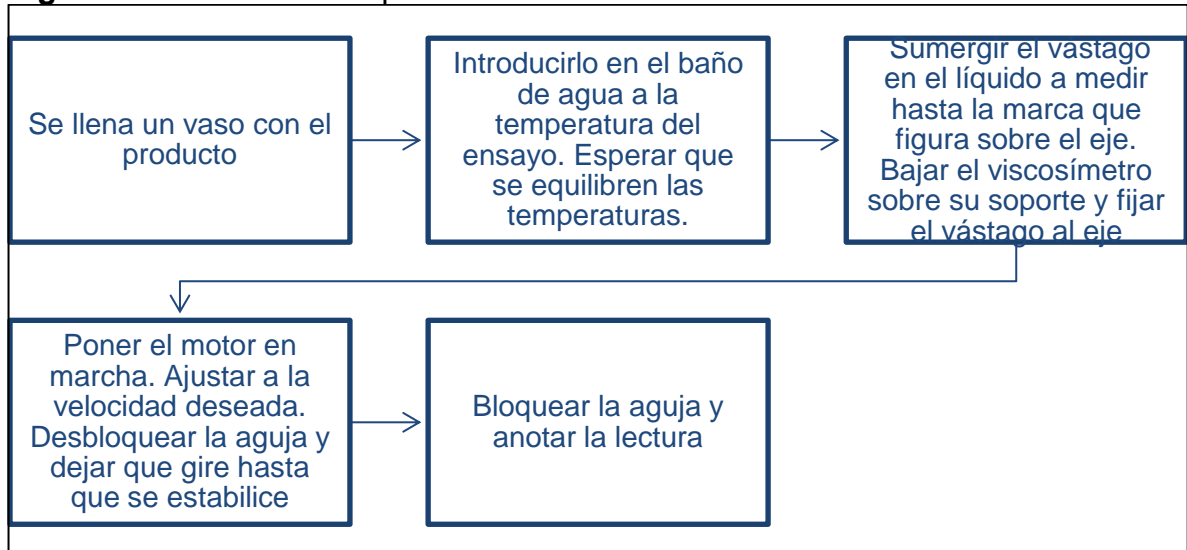 Se llena un vaso con el
producto
Introducirlo en el baño
de agua a la
temperatura del
ensayo. Esperar que
se equilibren las
temperaturas.
Sumergir el vástago
en el líquido a medir
hasta la marca que
figura sobre el eje.
Bajar el viscosímetro
sobre su soporte y fijar
el vástago al eje
Poner el motor en
marcha. Ajustar a la
velocidad deseada.
Desbloquear la aguja y
dejar que gire hasta
que se estabilice
Bloquear la aguja y
anotar la lectura